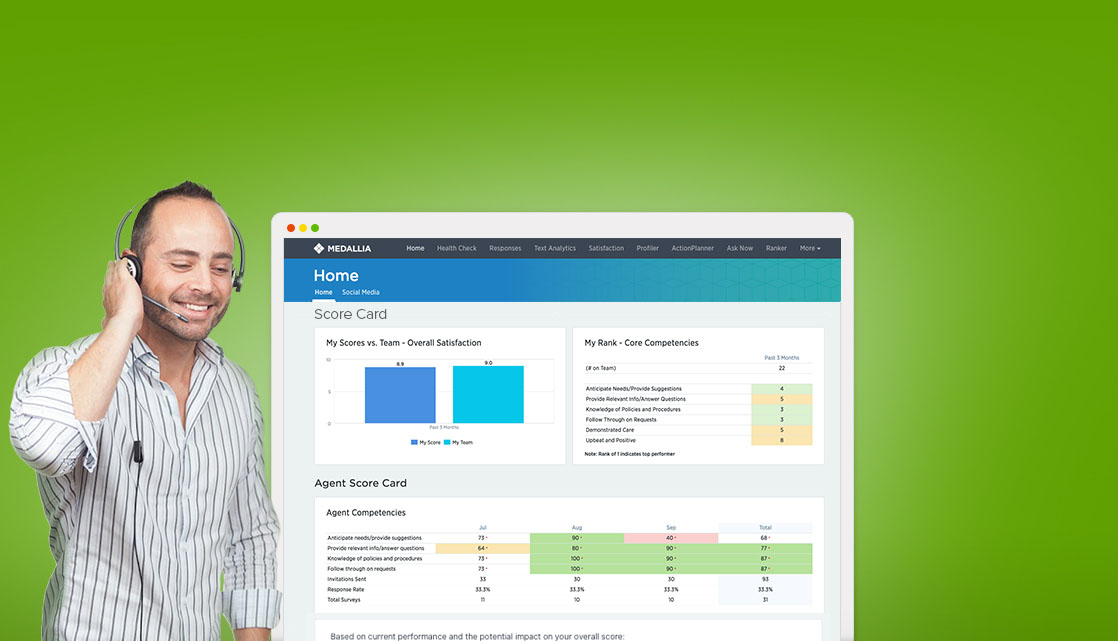 MEDALLIA Home Health Check Responses Text Analytics Satisfaction Profiler ActionPlanner Ask Now Ranker More
Home
Home Social Media
Score Card
My Scores vs. Team - Overall Satisfaction
10
8.9 9.0
5
0
Past 3 Months
My Score My Team
My Rank - Core Competencies
Past 3 Months
(# on Team) 22
Anticipate Needs/Provide Suggestions 4
Provide Relevant Info/Answer Questions 5
Knowledge of Policies and Procedures 3
Follow Through on Requests 3
Demonstrated Care 5
Upbeat and Positive 8
Note: Rank of 1 indicates top performer
Agent Score Card
Agent Competencies
Jul Aug Sep Total
Anticipate needs/provide suggestions 73 90 40 68
Provide relevant info/answer questions 64 80 90 77
Knowledge of policies and procedures 73 100 90 87
Follow through on requests 73 100 90 87
Invitations Sent 33 30 30 93
Response Rate 33.3% 33.3% 33.3% 33.3%
Total Surveys 11 10 10 31
Based on current performance and the potential impact on your overall score: